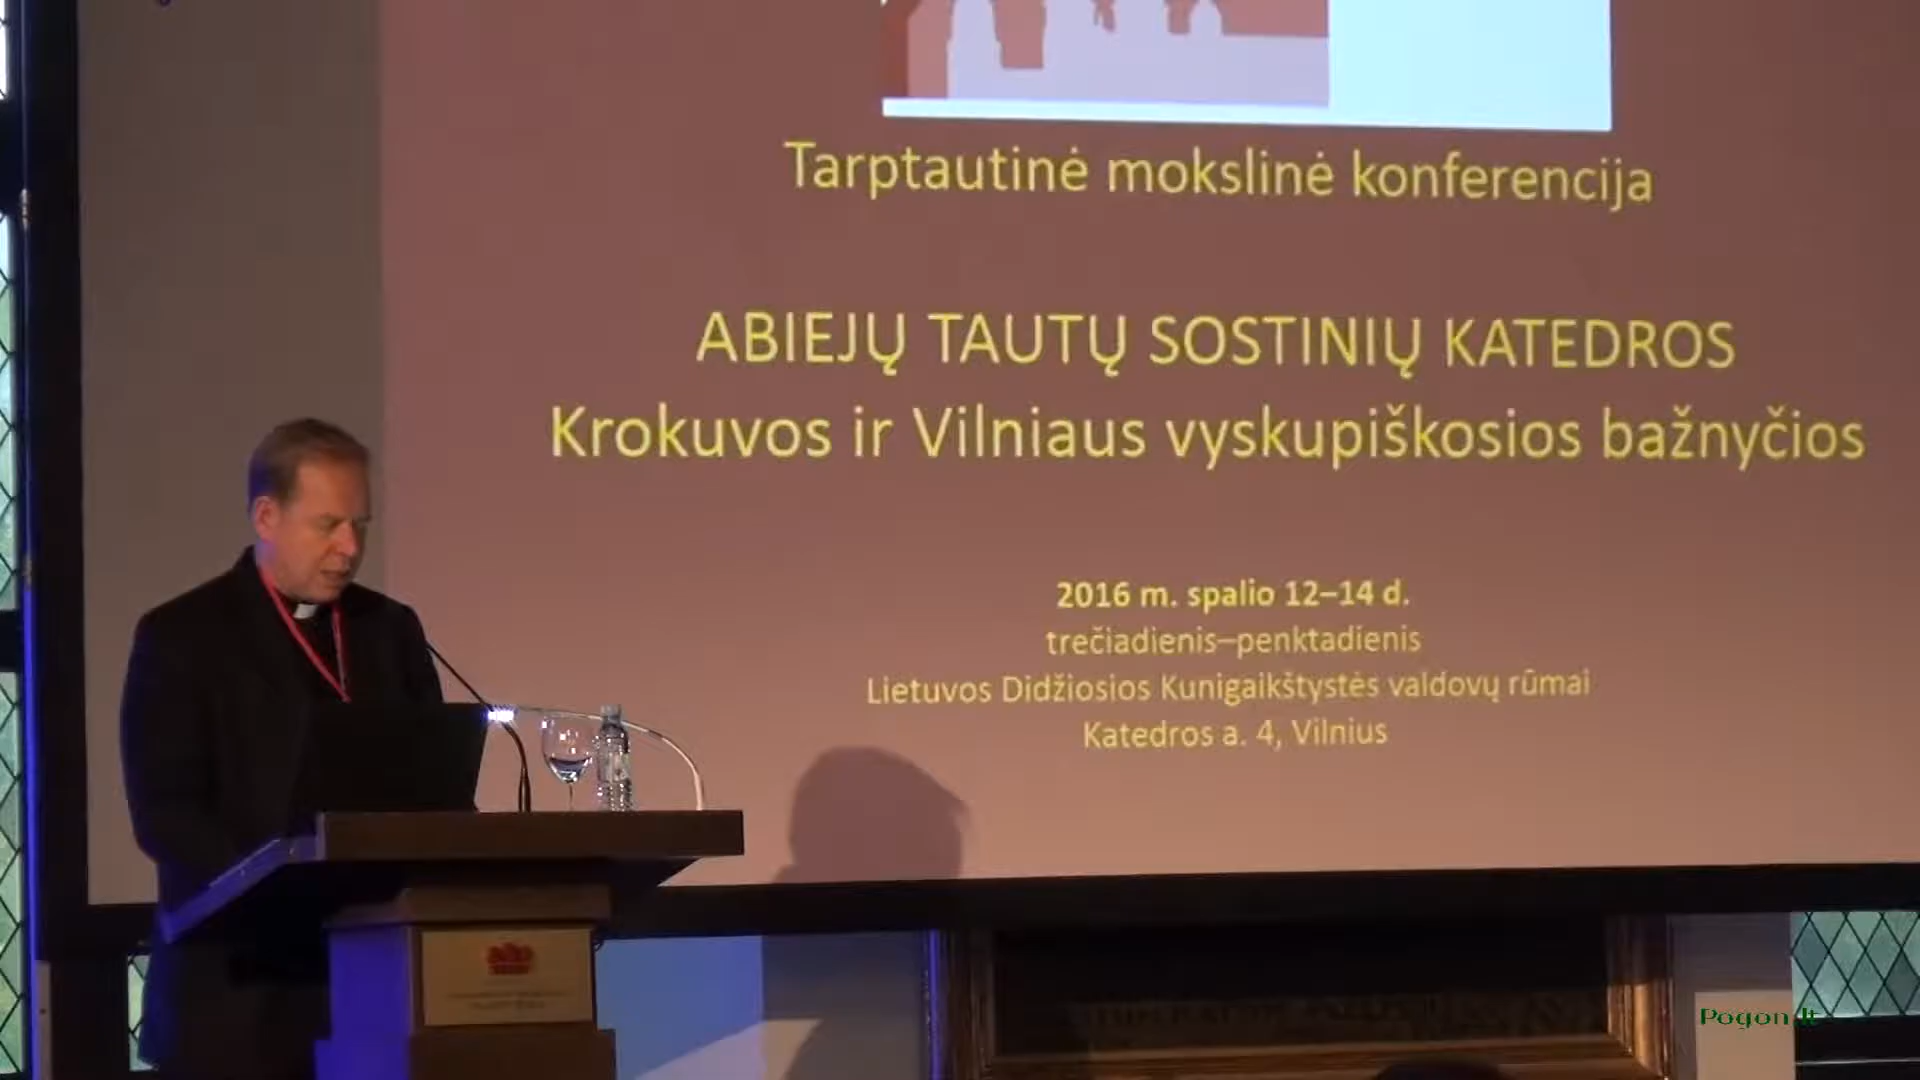 Tarptautinė mokslinė konferencija
ABIEJŲ TAUTŲ SOSTINIŲ KATEDROS
Krokuvos ir Vilniaus vyskupiškosios bažnyčios
2016 m. spalio 12–14 d.
trečiadienis–penktadienis
Lietuvos Didžiosios Kunigaikštystės valdovų rūmai
Katedros a. 4, Vilnius
Pogon.lt